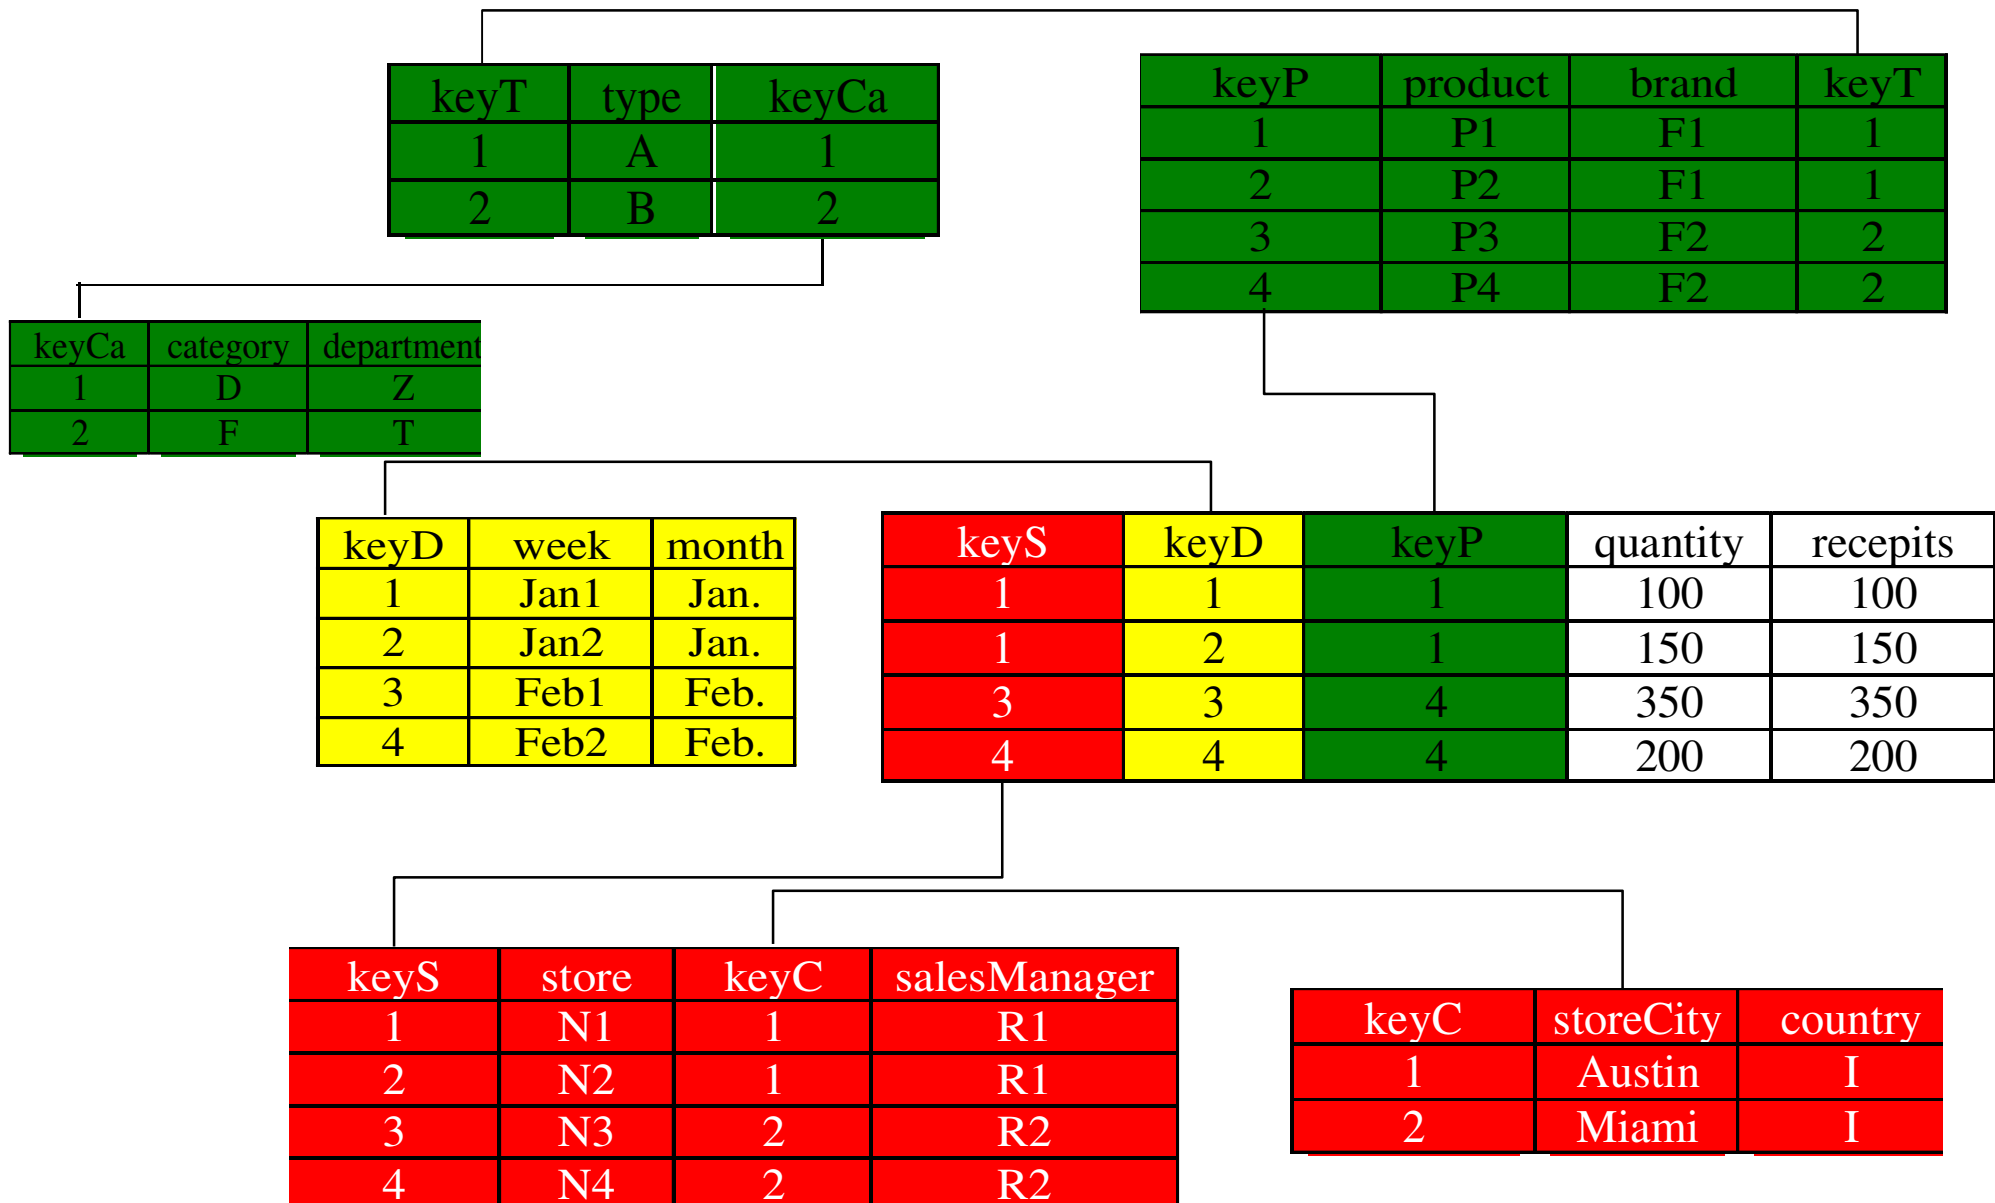 keyT type keyCa
1 A 1
2 B 2
keyP product brand keyT
1 P1 F1 1
2 P2 F1 1
3 P3 F2 2
4 P4 F2 2
keyCa category department
1 D Z
2 F T
keyD week month
1 Jan1 Jan.
2 Jan2 Jan.
3 Feb1 Feb.
4 Feb2 Feb.
keyS keyD keyP quantity recepits
1 1 1 100 100
1 2 1 150 150
3 3 4 350 350
4 4 4 200 200
keyS store keyC salesManager
1 N1 1 R1
2 N2 1 R1
3 N3 2 R2
4 N4 2 R2
keyC storeCity country
1 Austin I
2 Miami I